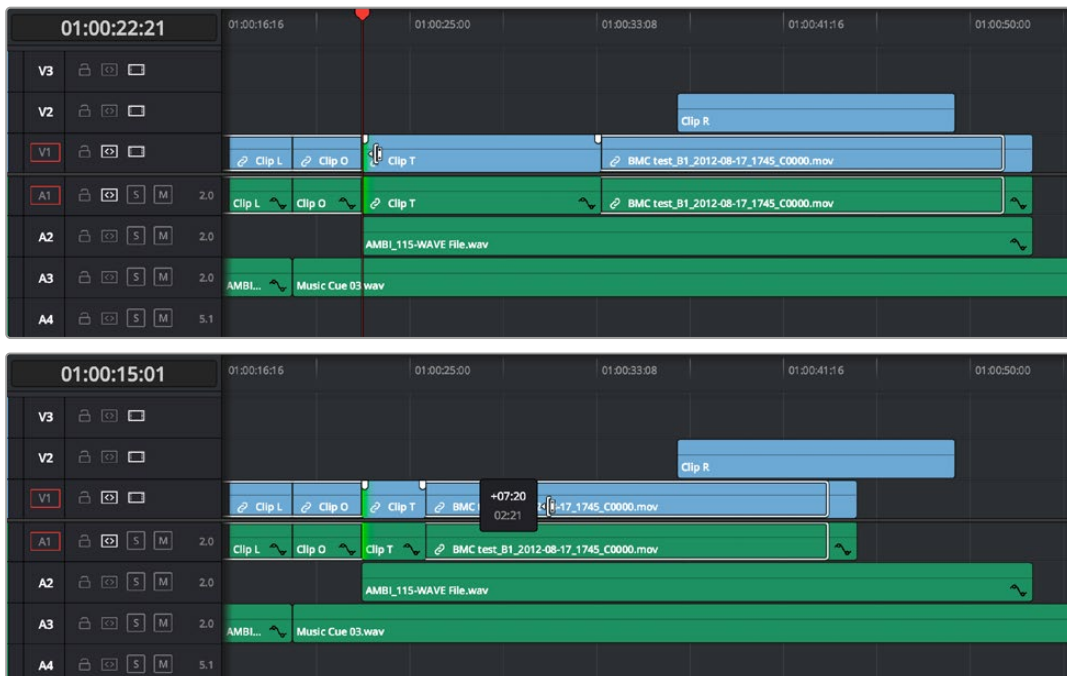 01:00:22:21
01:00:16:16
01:00:25:00
01:00:33:08
01:00:41:16
01:00:50:00
V3
V2
Clip R
V1
Clip L
Clip O
Clip T
BMC test_B1_2012-08-17_1745_C0000.mov
A1
S
M
2.0
Clip L
Clip O
Clip T
BMC test_B1_2012-08-17_1745_C0000.mov
A2
S
M
2.0
AMBI_115-WAVE File.wav
A3
S
M
2.0
AMBI...
Music Cue 03.wav
A4
S
M
5.1
01:00:15:01
01:00:16:16
01:00:25:00
01:00:33:08
01:00:41:16
01:00:50:00
V3
V2
Clip R
V1
Clip L
Clip O
Clip T
BMC
+07:20
02:21
-17_1745_C0000.mov
A1
S
M
2.0
Clip L
Clip O
Clip T
BMC test_B1_2012-08-17_1745_C0000.mov
A2
S
M
2.0
AMBI_115-WAVE File.wav
A3
S
M
2.0
AMBI...
Music Cue 03.wav
A4
S
M
5.1